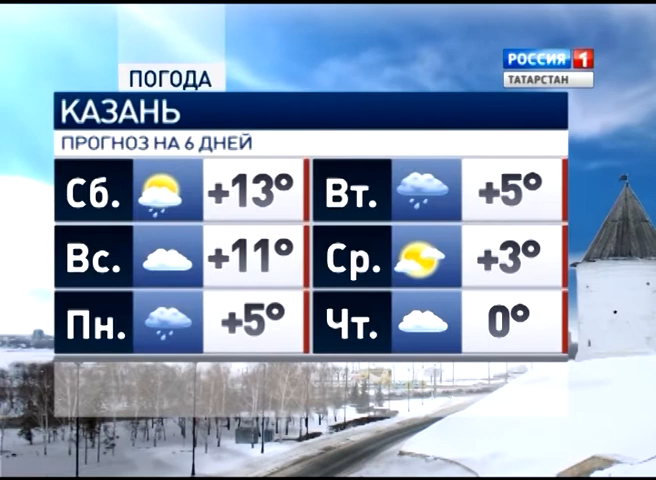 ПОГОДА
РОССИЯ 1
ТАТАРСТАН
КАЗАНЬ
ПРОГНОЗ НА 6 ДНЕЙ
Сб. +13°
Вс. +11°
Пн. +5°
Вт. +5°
Ср. +3°
Чт. 0°